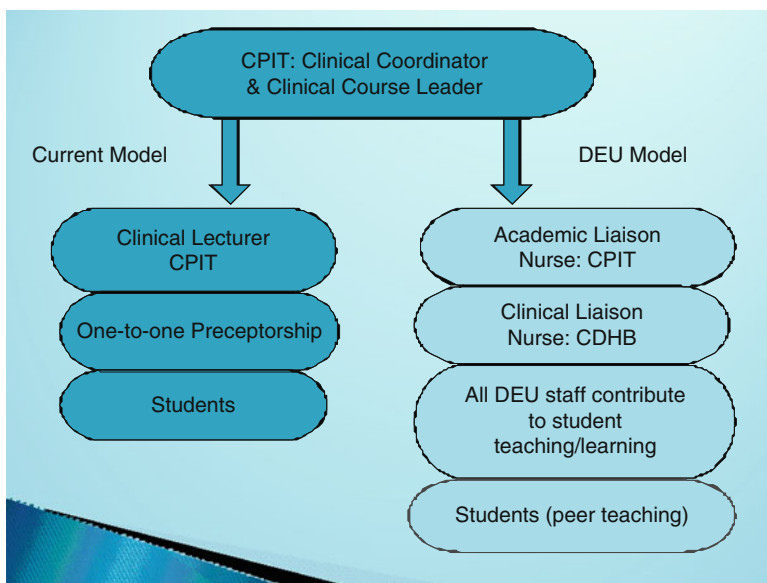 CPIT: Clinical Coordinator
& Clinical Course Leader
Current Model
DEU Model
Clinical Lecturer
CPIT
One-to-one Preceptorship
Students
Academic Liaison
Nurse: CPIT
Clinical Liaison
Nurse: CDHB
All DEU staff contribute
to student
teaching/learning
Students (peer teaching)